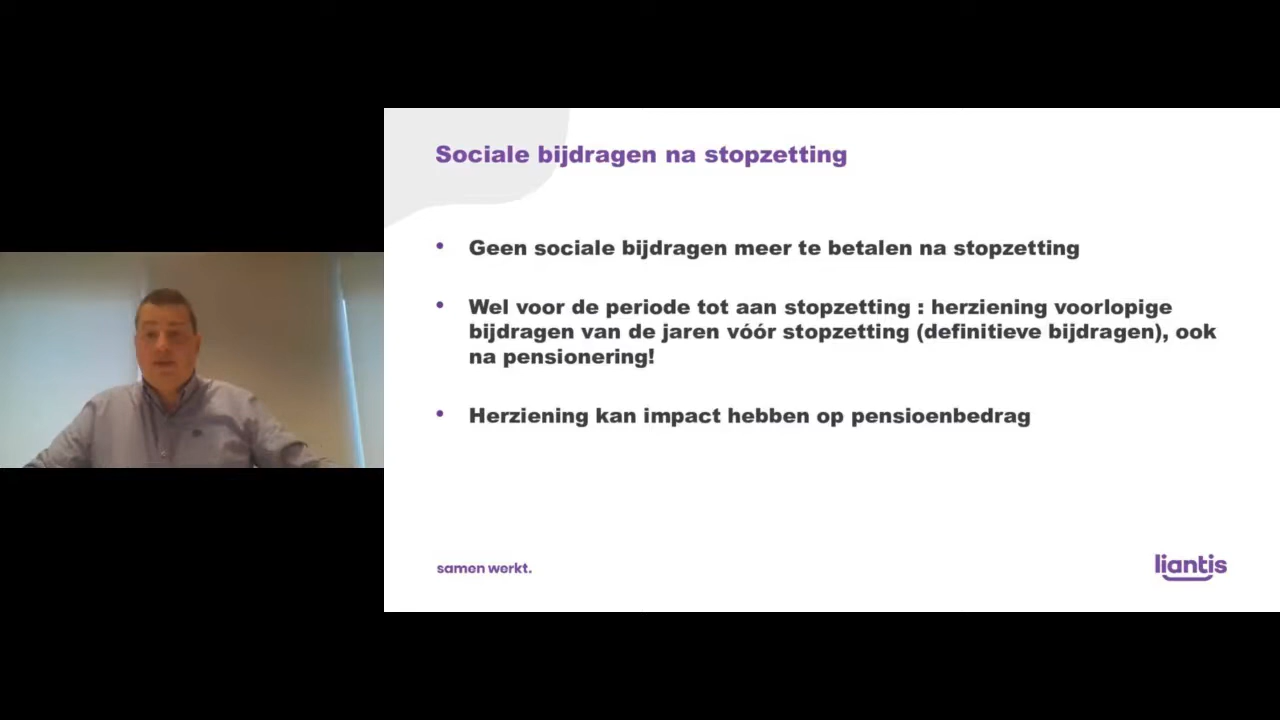 Sociale bijdragen na stopzetting
• Geen sociale bijdragen meer te betalen na stopzetting
• Wel voor de periode tot aan stopzetting : herziening voorlopige
bijdragen van de jaren vóór stopzetting (definitieve bijdragen), ook
na pensionering!
• Herziening kan impact hebben op pensioenbedrag
samen werkt.
liantis